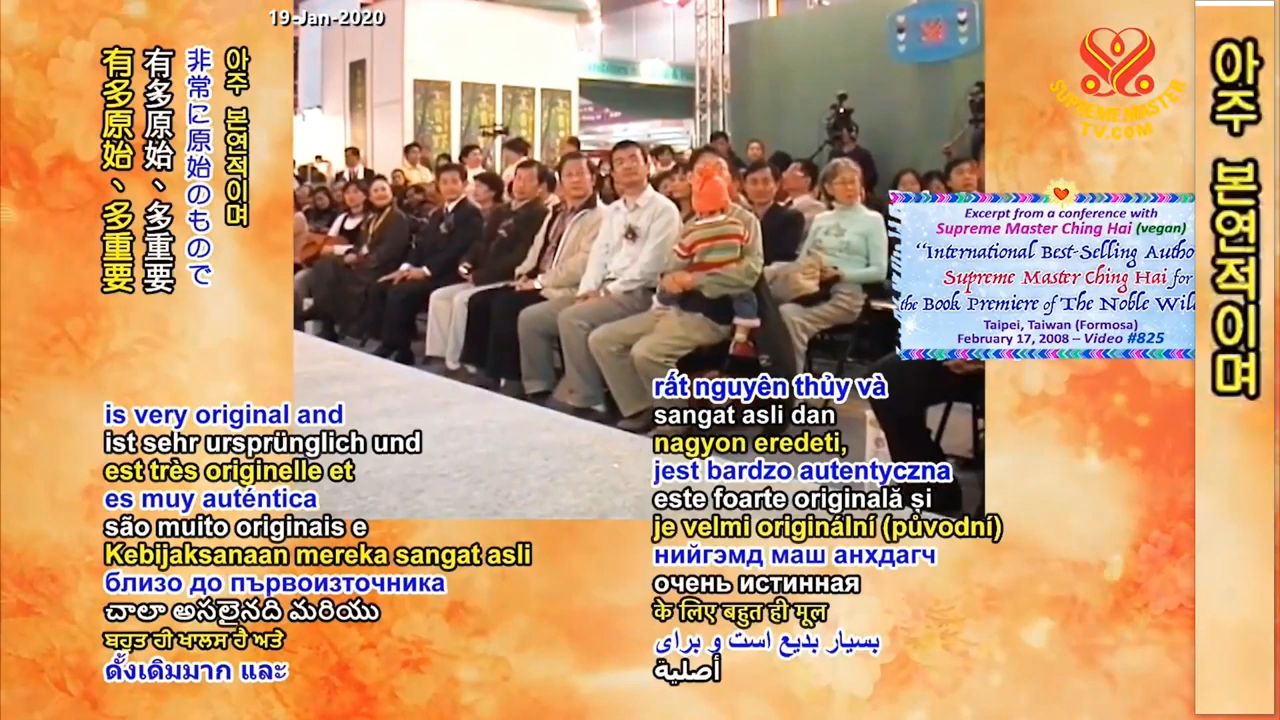 19-Jan-2020
아주 본연적이며
非常に原始のもので
有多原始、多重要
有多原始、多重要
SUPREME MASTER
TV.COM
아주 본연적이며
Excerpt from a conference with
Supreme Master Ching Hai (vegan)
“International Best-Selling Autho
Supreme Master Ching Hai for
the Book Premiere of The Noble Wil
Taipei, Taiwan (Formosa)
February 17, 2008 – Video #825
is very original and
ist sehr ursprünglich und
est très originelle et
es muy auténtica
são muito originais e
Kebijaksanaan mereka sangat asli
близо до първоизточника
చాలా అసలైనది మరియు
ਬਹੁਤ ਹੀ ਖਾਲਸ ਹੈ ਅਤੇ
ดั้งเดิมมาก และ
rất nguyên thủy và
sangat asli dan
nagyon eredeti,
jest bardzo autentyczna
este foarte originală și
je velmi originální (původní)
нийгэмд маш анхдагч
очень истинная
के लिए बहुत ही मूल
بسیار بدیع است و برای
أصلية